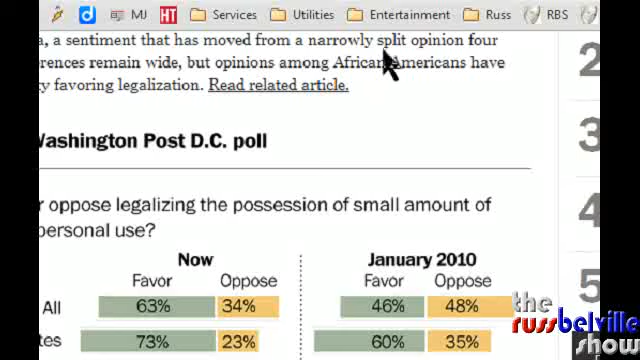 MJ HT Services Utilities Entertainment Russ RBS
a, a sentiment that has moved from a narrowly split opinion four
erences remain wide, but opinions among African Americans have
y favoring legalization. Read related article.
Washington Post D.C. poll
r oppose legalizing the possession of small amount of
personal use?
Now January 2010
Favor Oppose Favor Oppose
All 63% 34% 46% 48%
tes 73% 23% 60% 35%
2
3
4
5
the
russbelville
show